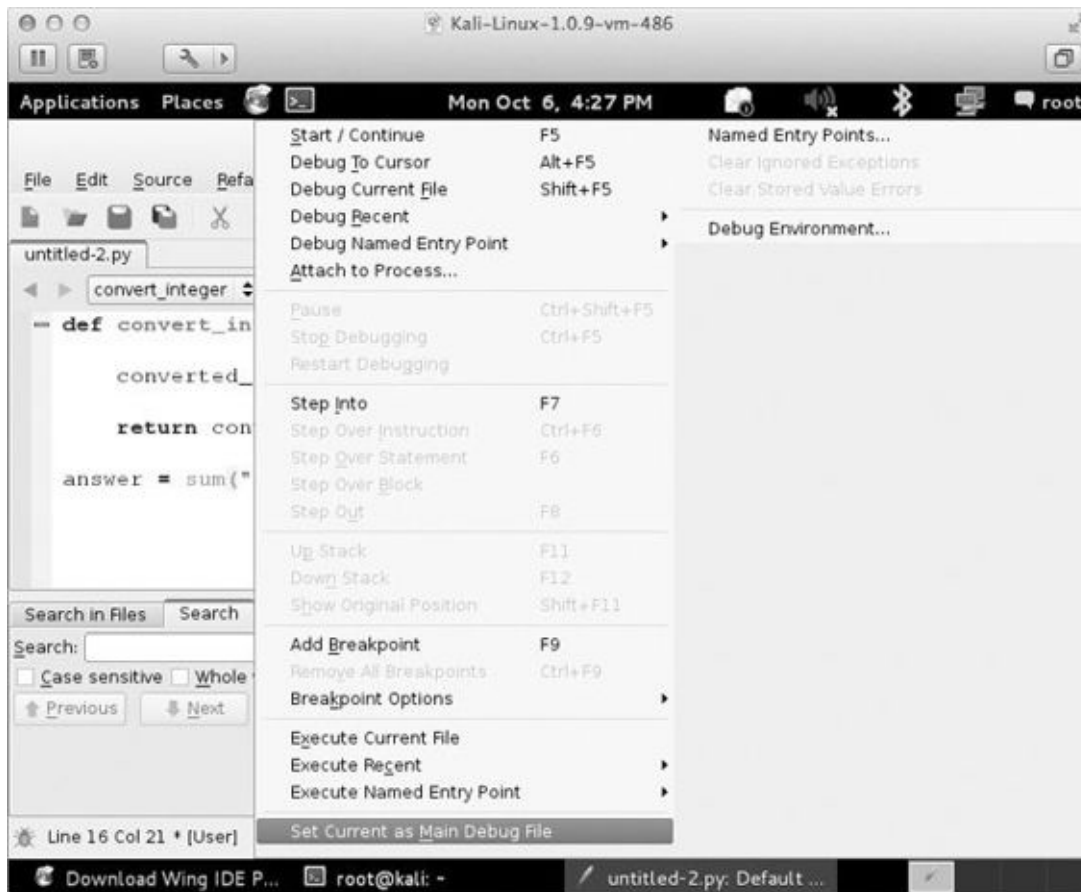 Kali-Linux-1.0.9-vm-486
Applications Places Mon Oct 6, 4:27 PM root
File Edit Source Refa
untitled-2.py
convert_integer
def convert_in
converted_
return con
answer = sum("
Search in Files Search
Search:
Case sensitive Whole
Previous Next
Line 16 Col 21 * [User]
Start / Continue F5
Debug To Cursor Alt+F5
Debug Current File Shift+F5
Debug Recent
Debug Named Entry Point
Attach to Process...
Pause Ctrl+Shift+F5
Stop Debugging Ctrl+F5
Restart Debugging
Step Into F7
Step Over Instruction Ctrl+F6
Step Over Statement F6
Step Over Block
Step Out F8
Up Stack F11
Down Stack F12
Show Original Position Shift+F11
Add Breakpoint F9
Remove All Breakpoints Ctrl+F9
Breakpoint Options
Execute Current File
Execute Recent
Execute Named Entry Point
Set Current as Main Debug File
Named Entry Points...
Clear Ignored Exceptions
Clear Stored Value Errors
Debug Environment...
Download Wing IDE P... root@kali: ~ untitled-2.py: Default ...